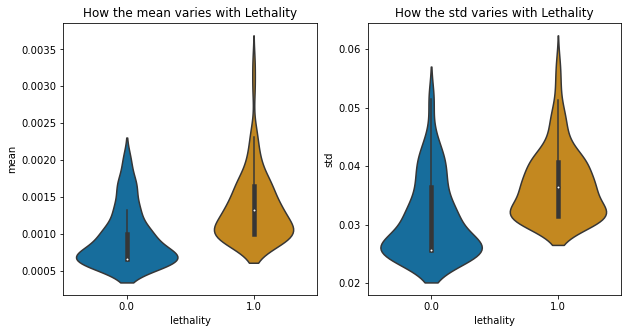 How the mean varies with Lethality
mean
0.0035
0.0030
0.0025
0.0020
0.0015
0.0010
0.0005
0.0
1.0
lethality
How the std varies with Lethality
std
0.06
0.05
0.04
0.03
0.02
0.0
1.0
lethality